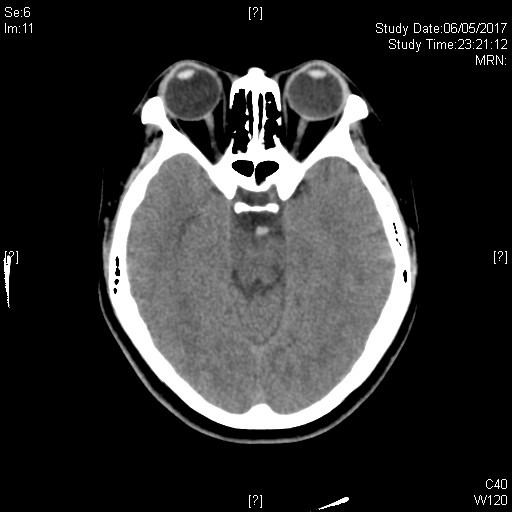 Se:6
Im:11
[?]
Study Date:06/05/2017
Study Time:23:21:12
MRN:
[?]
[?]
[?]
C40
W120